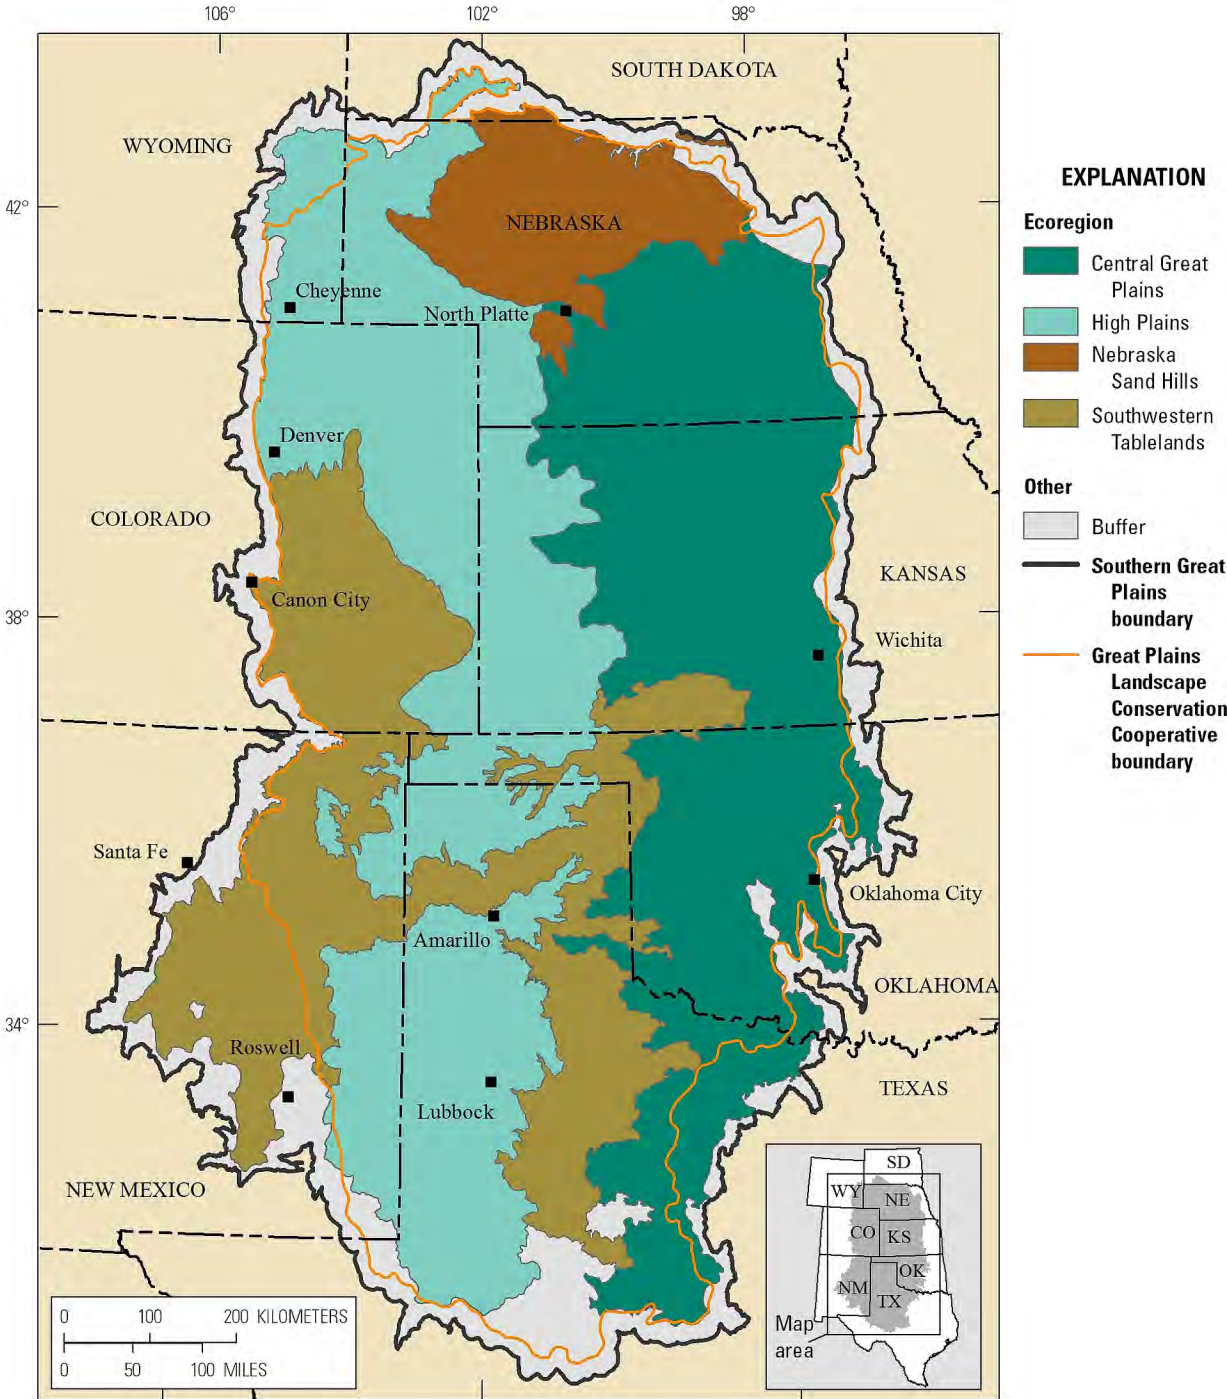 106° 102° 98°
SOUTH DAKOTA
WYOMING
42°
NEBRASKA
Cheyenne
North Platte
Denver
COLORADO
KANSAS
Canon City
38°
Wichita
Santa Fe
Oklahoma City
Amarillo
OKLAHOMA
34°
Roswell
TEXAS
Lubbock
NEW MEXICO
EXPLANATION
Ecoregion
Central Great
Plains
High Plains
Nebraska
Sand Hills
Southwestern
Tablelands
Other
Buffer
Southern Great
Plains
boundary
Great Plains
Landscape
Conservation
Cooperative
boundary
SD
WY
NE
CO
KS
OK
NM
TX
Map
area
0 100 200 KILOMETERS
0 50 100 MILES